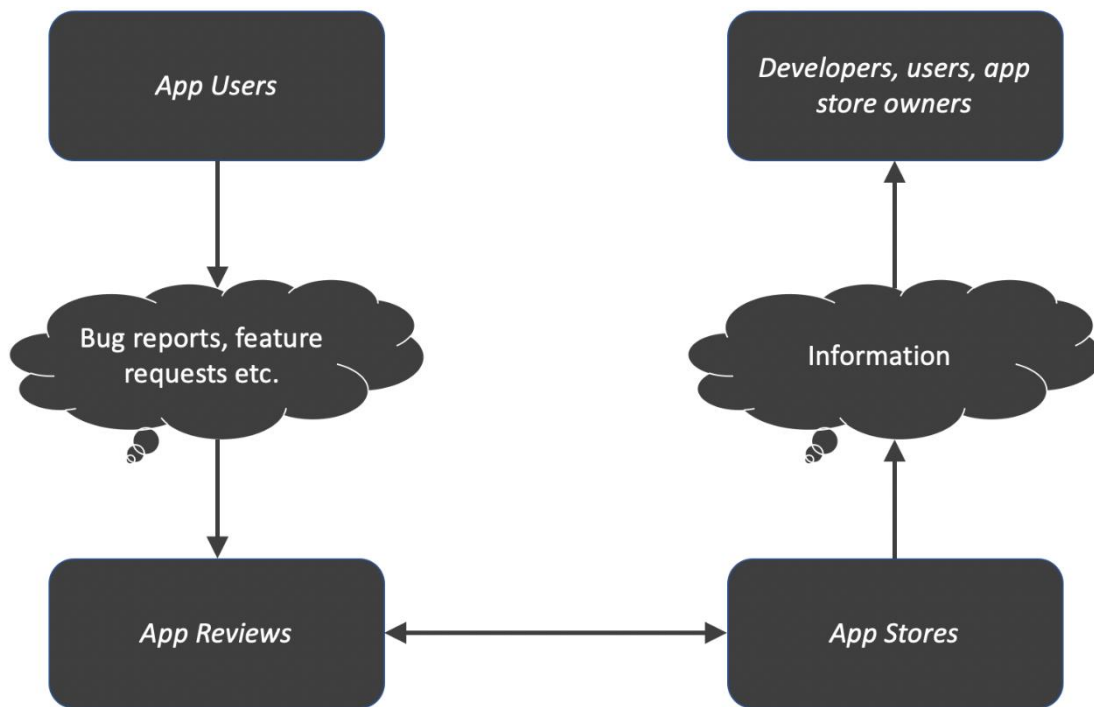 App Users
Developers, users, app
store owners
Bug reports, feature
requests etc.
Information
App Reviews
App Stores